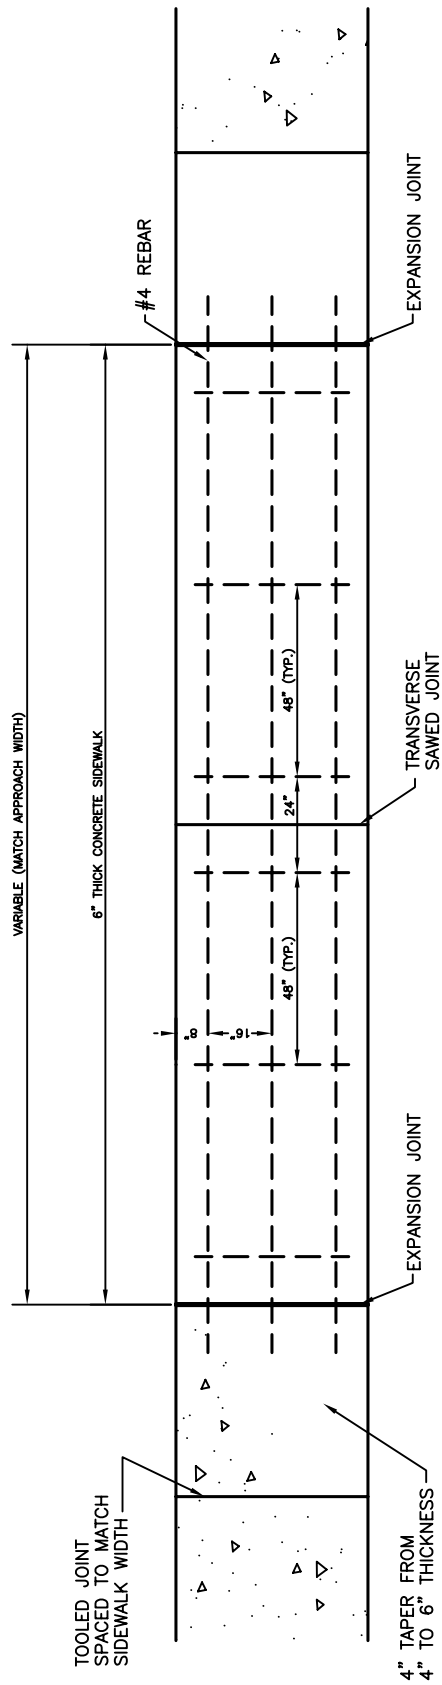 VARIABLE (MATCH APPROACH WIDTH)
6" THICK CONCRETE SIDEWALK
TOOLED JOINT
SPACED TO MATCH
SIDEWALK WIDTH
#4 REBAR
8"
16"
48" (TYP.)
24"
48" (TYP.)
4" TAPER FROM
4" TO 6" THICKNESS
EXPANSION JOINT
TRANSVERSE
SAWED JOINT
EXPANSION JOINT